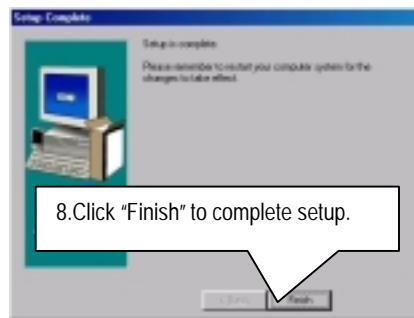 Setup Complete
Setup is complete.
Please remember to restart your computer system for the
changes to take effect.
8.Click “Finish” to complete setup.
< Back
Finish